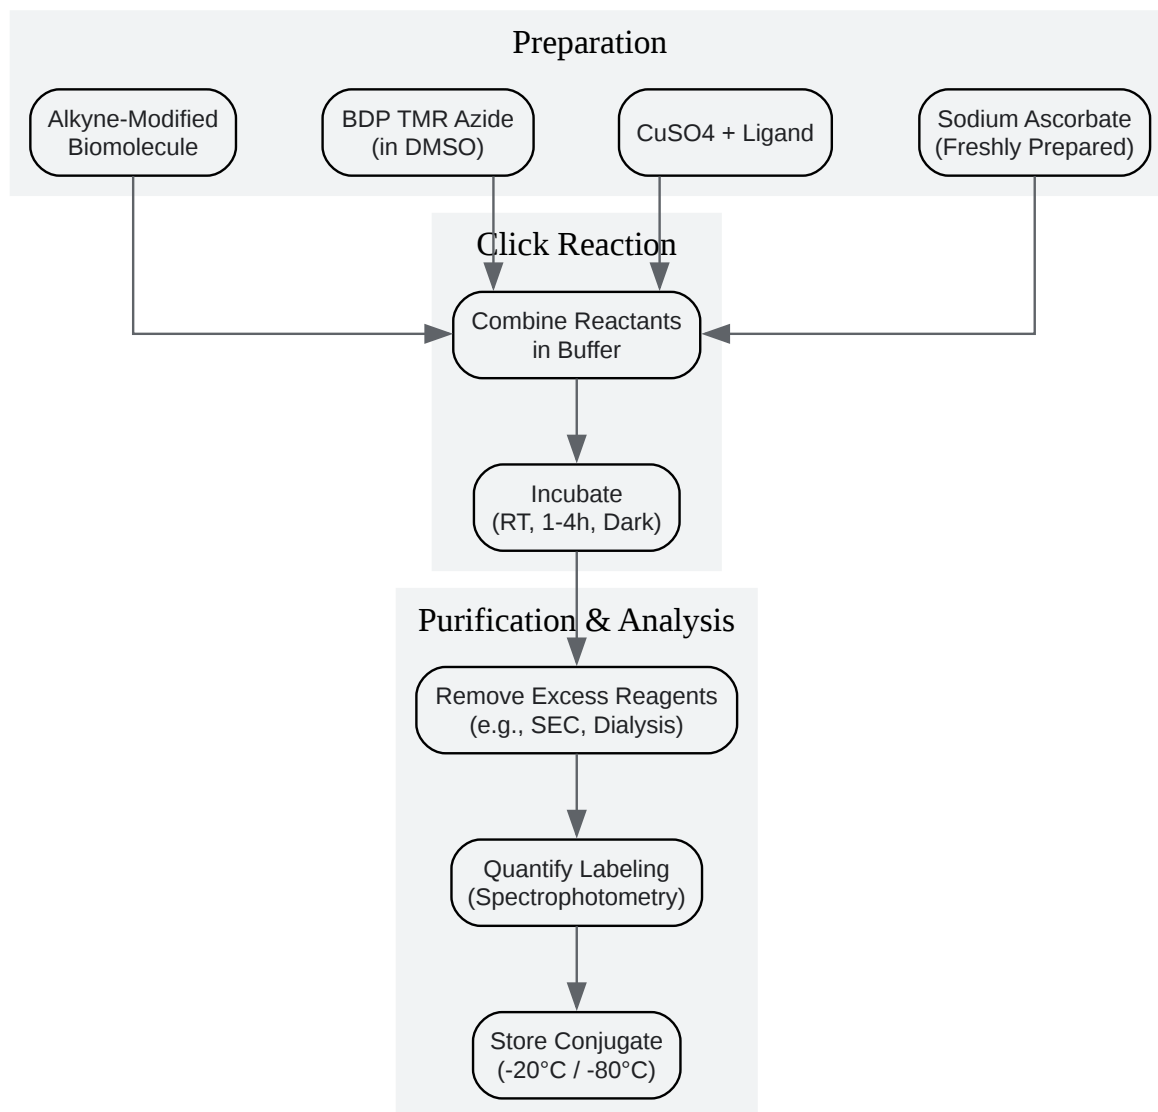 Preparation
Alkyne-Modified
Biomolecule
BDP TMR Azide
(in DMSO)
CuSO4 + Ligand
Sodium Ascorbate
(Freshly Prepared)
Click Reaction
Combine Reactants
in Buffer
Incubate
(RT, 1-4h, Dark)
Purification & Analysis
Remove Excess Reagents
(e.g., SEC, Dialysis)
Quantify Labeling
(Spectrophotometry)
Store Conjugate
(-20°C / -80°C)